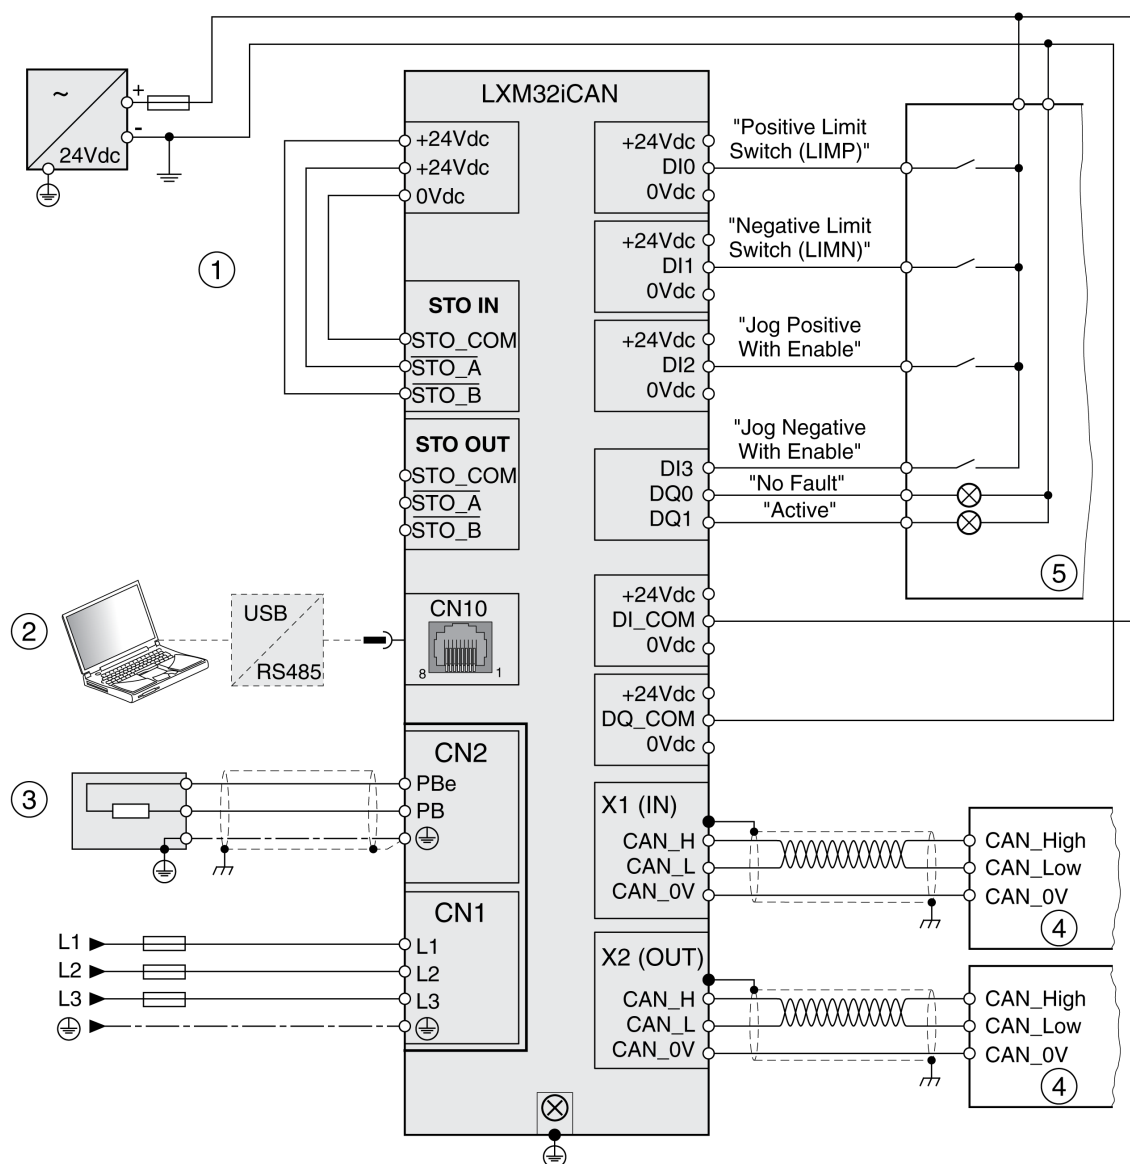 LXM32iCAN
+
~
-
24Vdc
+24Vdc
+24Vdc
0Vdc
1
STO IN
STO_COM
STO_A
STO_B
STO OUT
STO_COM
STO_A
STO_B
2
USB
RS485
CN10
8 1
3
CN2
PBe
PB
CN1
L1 L1
L2 L2
L3 L3
+24Vdc
DI0
0Vdc
"Positive Limit
Switch (LIMP)"
+24Vdc
DI1
0Vdc
"Negative Limit
Switch (LIMN)"
+24Vdc
DI2
0Vdc
"Jog Positive
With Enable"
"Jog Negative
With Enable"
DI3
DQ0 "No Fault"
DQ1 "Active"
5
+24Vdc
DI_COM
0Vdc
+24Vdc
DQ_COM
0Vdc
X1 (IN)
CAN_H CAN_High
CAN_L CAN_Low
CAN_0V CAN_0V
4
X2 (OUT)
CAN_H CAN_High
CAN_L CAN_Low
CAN_0V CAN_0V
4